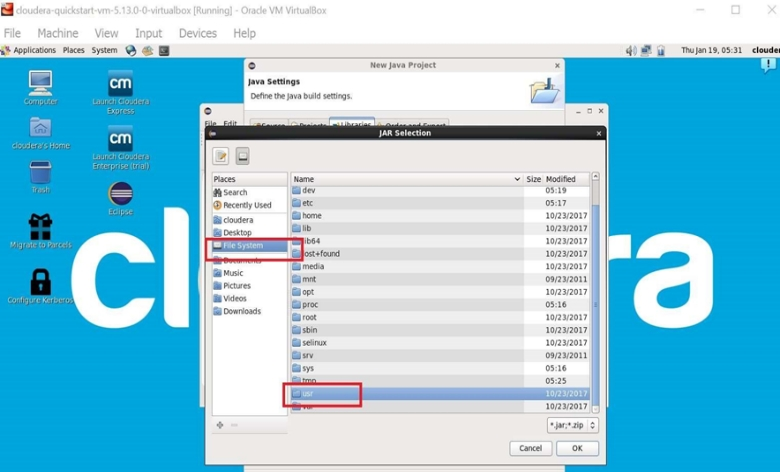 cloudera-quickstart-vm-5.13.0-0-virtualbox [Running] - Oracle VM VirtualBox
File Machine View Input Devices Help
Applications Places System
Thu Jan 19, 05:31 cloude
New Java Project
Java Settings
Define the Java build settings.
Source Projects Libraries Order and Export
File Edit
JAR Selection
Computer
cloudera's Home
Trash
Migrate to Parcels
Configure Kerberos
cm
Launch Cloudera
Express
cm
Launch Cloudera
Enterprise (trial)
Eclipse
cl
era
Places
Search
Recently Used
cloudera
Desktop
File System
Documents
Music
Pictures
Videos
Downloads
Name Size Modified
dev 05:19
etc 05:17
home 10/23/2017
lib 10/23/2017
lib64 10/23/2017
lost+found 10/23/2017
media 10/23/2017
mnt 09/23/2011
opt 10/23/2017
proc 05:16
root 10/23/2017
sbin 10/23/2017
selinux 10/23/2017
srv 09/23/2011
sys 05:16
tmp 05:25
usr 10/23/2017
var 10/23/2017
*.jar;*.zip
Cancel OK